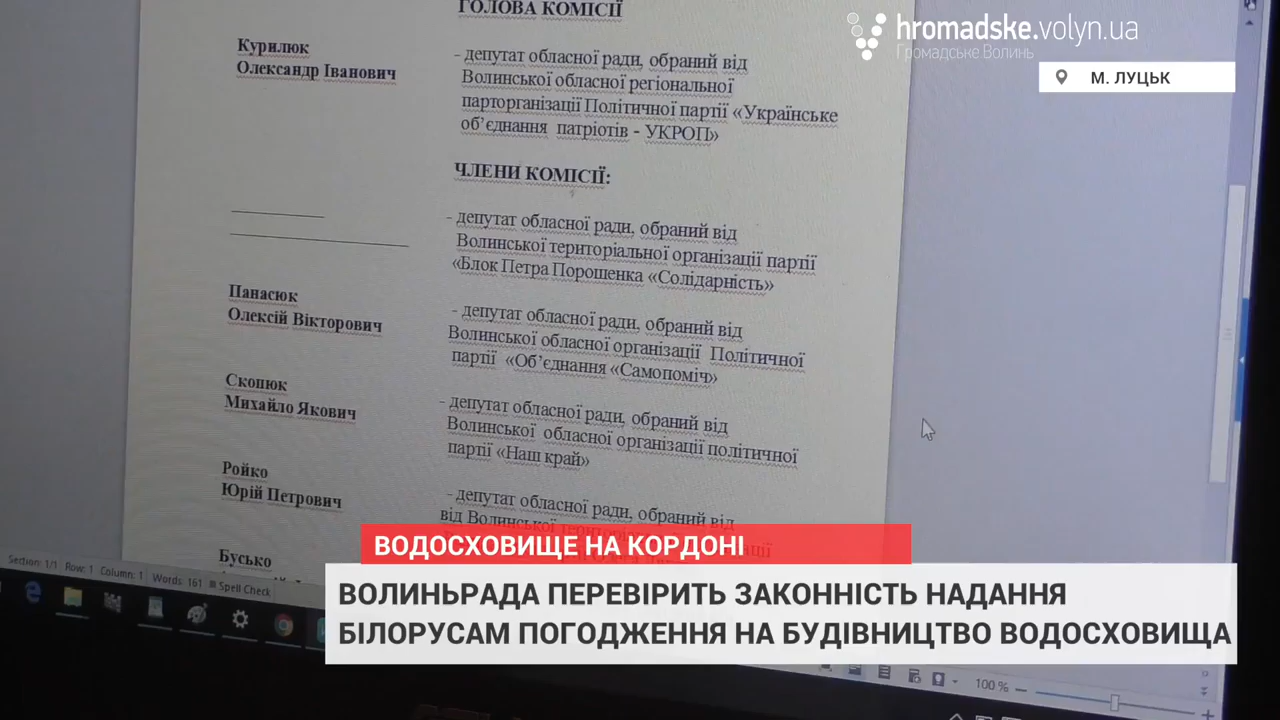 ГОЛОВА КОМІСІЇ
hromadske.volyn.ua
Громадське.Волинь
М. ЛУЦЬК
Курилюк
Олександр Іванович
- депутат обласної ради, обраний від
Волинської обласної регіональної
парторганізації Політичної партії «Українське
об’єднання патріотів - УКРОП»
ЧЛЕНИ КОМІСІЇ:
- депутат обласної ради, обраний від
Волинської територіальної організації партії
«Блок Петра Порошенка «Солідарність»
Панасюк
Олексій Вікторович
- депутат обласної ради, обраний від
Волинської обласної організації Політичної
партії «Об’єднання «Самопоміч»
Скопюк
Михайло Якович
- депутат обласної ради, обраний від
Волинської обласної організації політичної
партії «Наш край»
Ройко
Юрій Петрович
- депутат обласної ради, обраний від
від Волинської
Бусько
ВОДОСХОВИЩЕ НА КОРДОНІ
ВОЛИНЬРАДА ПЕРЕВІРИТЬ ЗАКОННІСТЬ НАДАННЯ
БІЛОРУСАМ ПОГОДЖЕННЯ НА БУДІВНИЦТВО ВОДОСХОВИЩА
Section: 1/1 Row: 1 Column: 1 Words 161 Spell Check
100 %